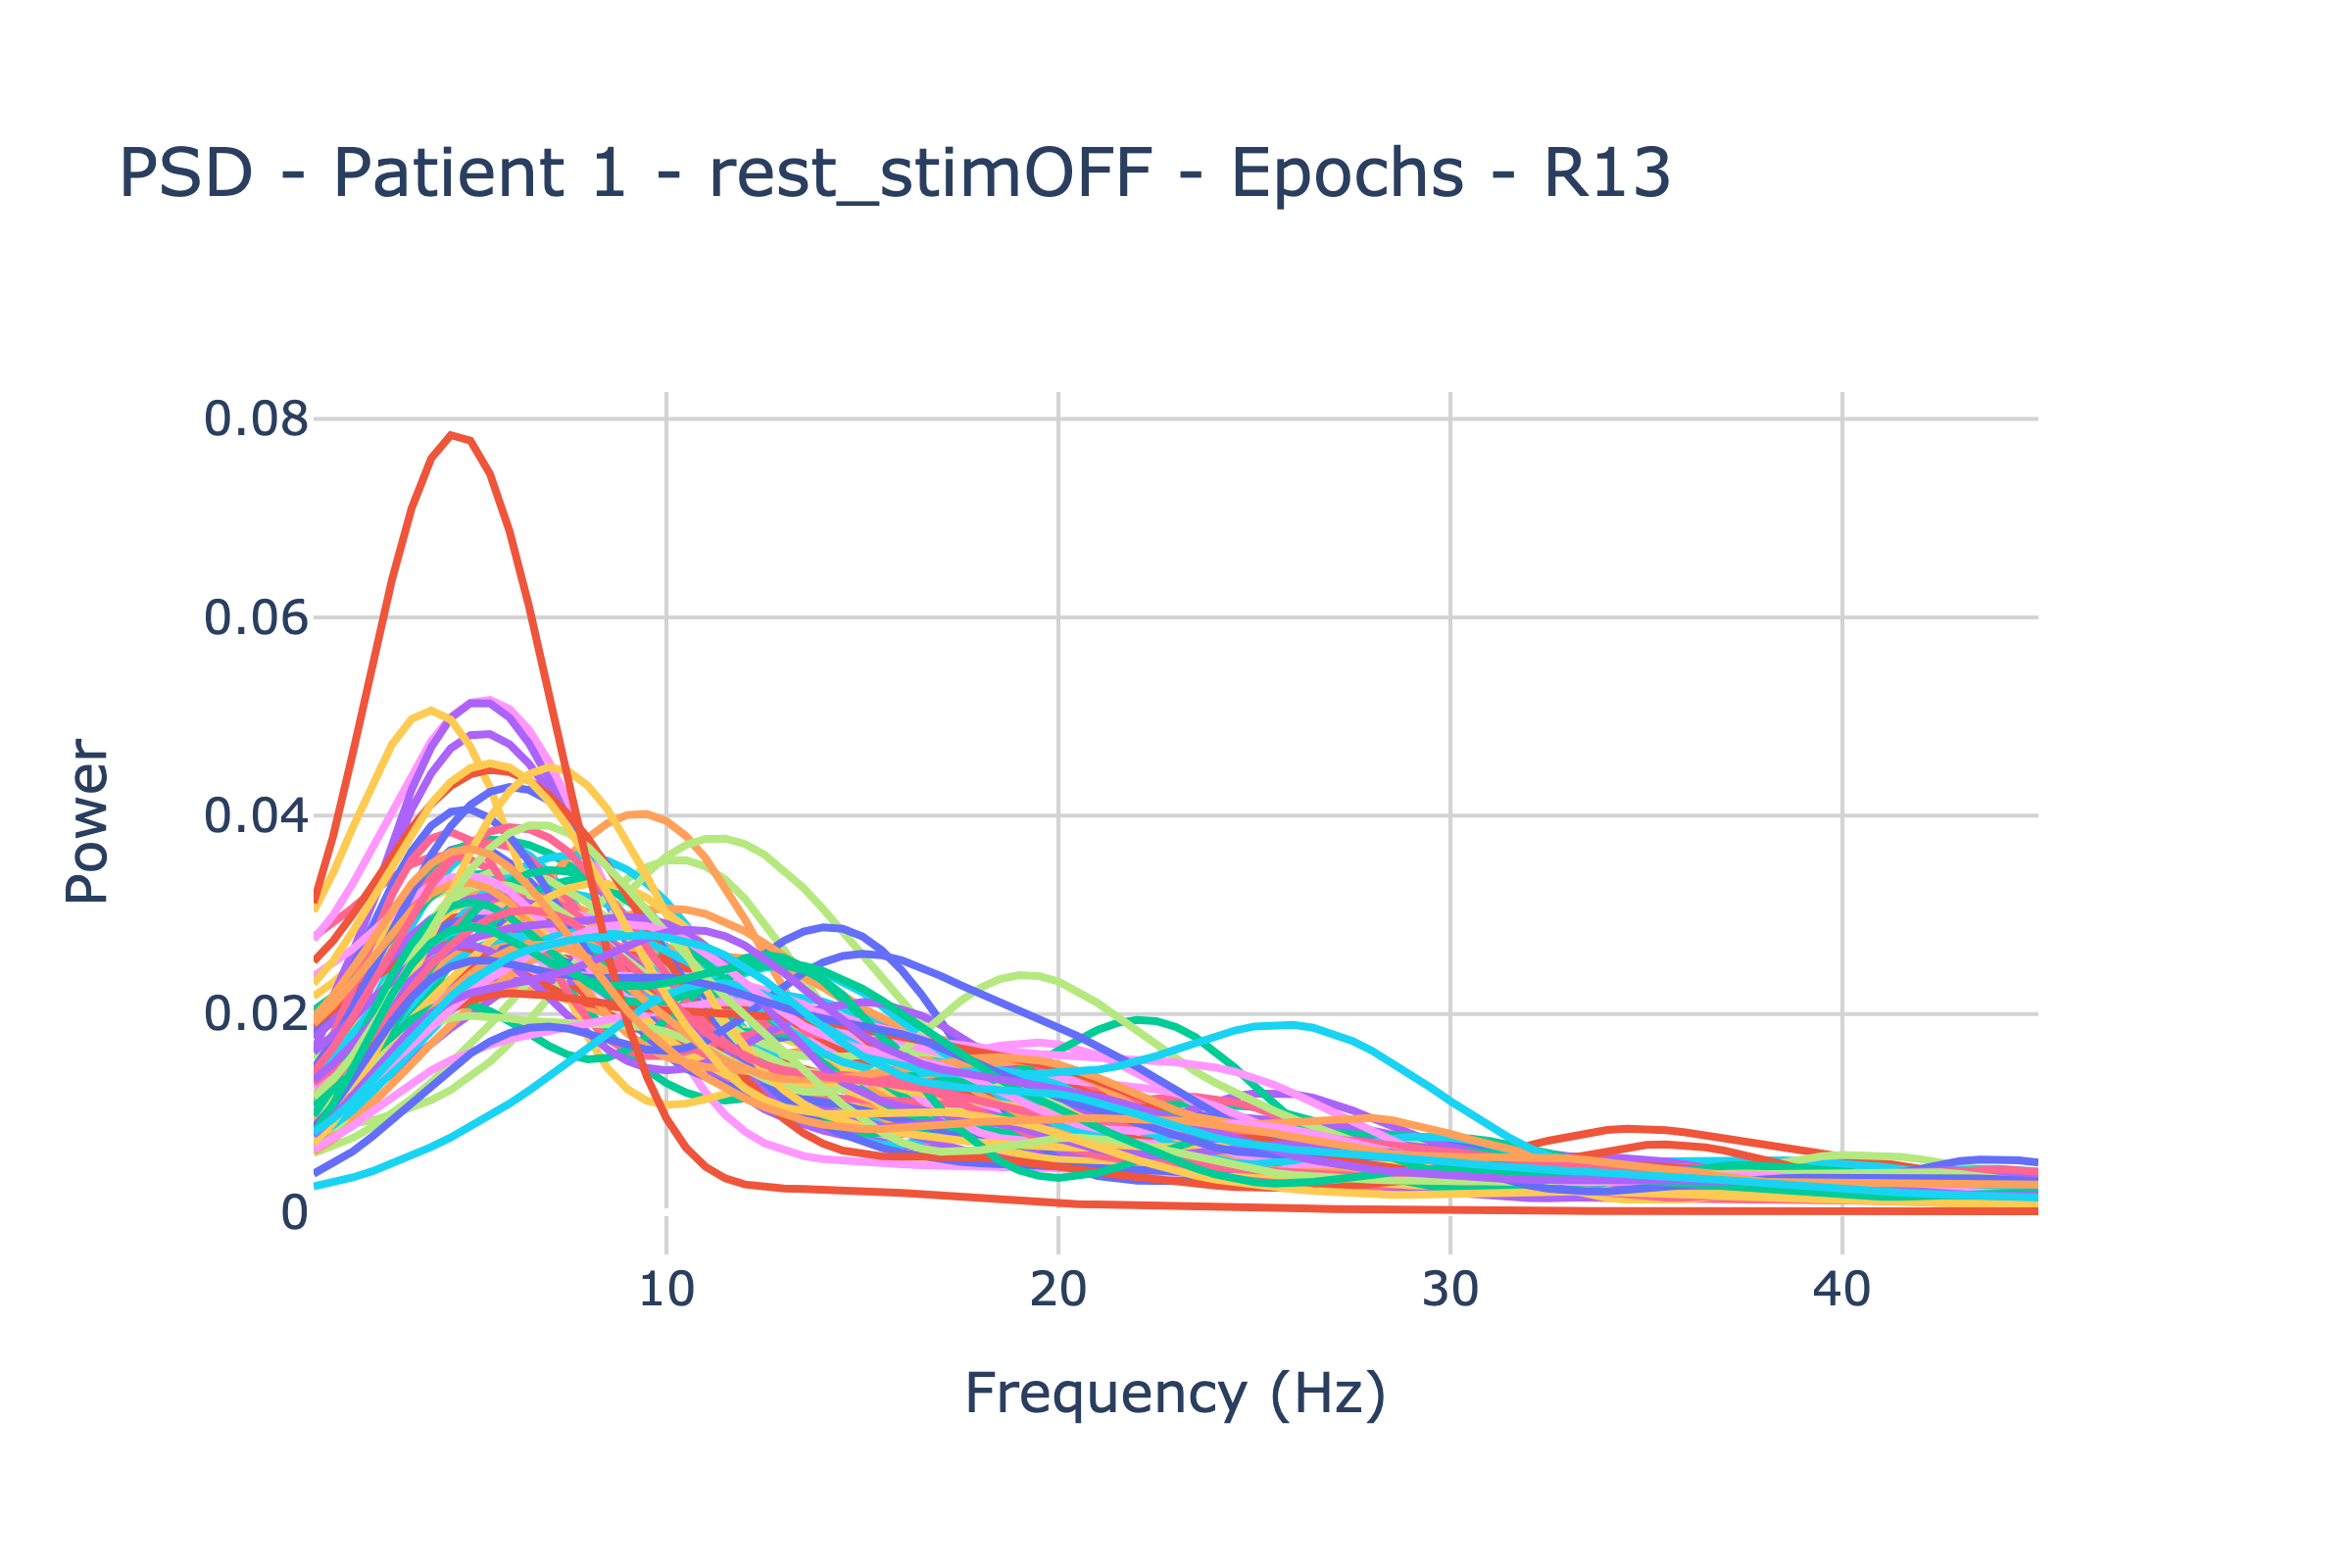 PSD - Patient 1 - rest_stimOFF - Epochs - R13
0.08
0.06
0.04
0.02
0
Power
10 20 30 40
Frequency (Hz)